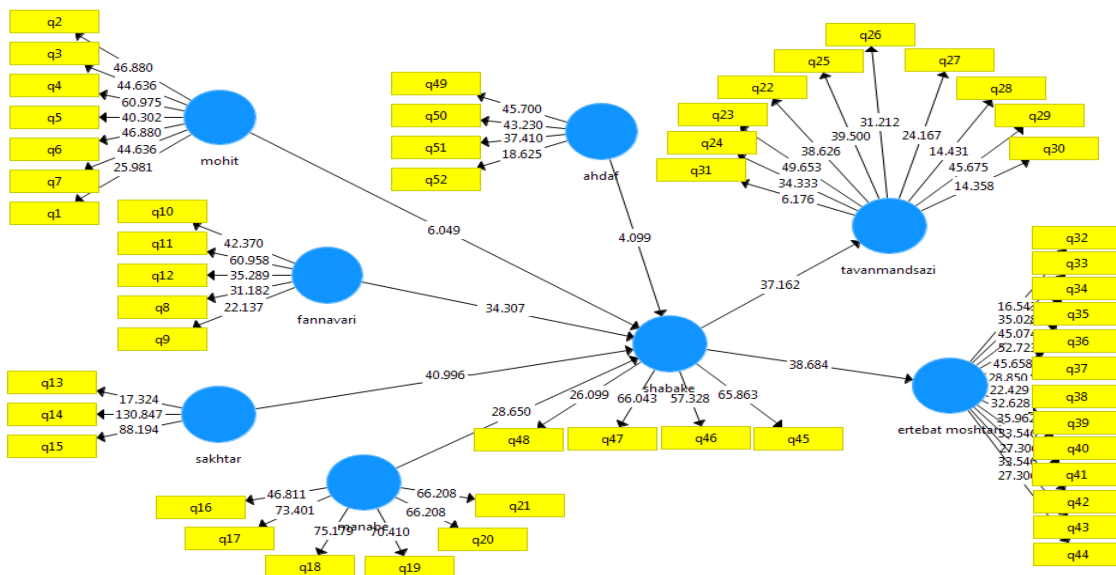 q2
q3
q4
q5
q6
q7
q1
46.880
44.636
60.975
40.302
46.880
44.636
25.981
mohit
q49
q50
q51
q52
45.700
43.230
37.410
18.625
ahdaf
q26
q25
q27
q22
q28
q23
q29
q24
q30
q31
31.212
39.500
24.167
38.626
14.431
49.653
45.675
34.333
14.358
6.176
tavanmandsazi
q10
q11
q12
q8
q9
42.370
60.958
35.289
31.182
22.137
fannavari
6.049
4.099
34.307
37.162
40.996
38.684
28.650
shabake
26.099
66.043
57.328
65.863
q48
q47
q46
q45
q13
q14
q15
17.324
130.847
88.194
sakhtar
q16
q17
q18
q19
q20
q21
46.811
73.401
75.179
70.410
66.208
66.208
manabe
q32
q33
q34
q35
q36
q37
q38
q39
q40
q41
q42
q43
q44
35.028
45.074
52.723
45.658
22.429
32.628
35.962
33.546
27.306
33.546
27.306
ertebat moshtari